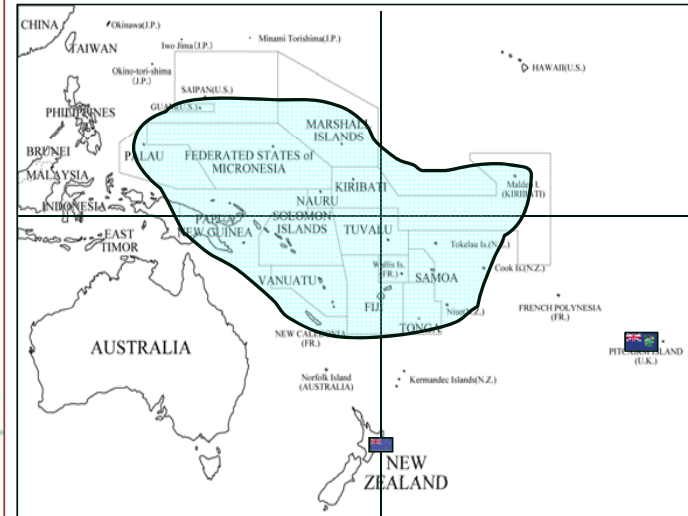 CHINA
Okinawa(J.P.)
TAIWAN
Iwo Jima (J.P.)
Minami Torishima(J.P.)
Okino-tori-shima
(J.P.)
HAWAII(U.S.)
SAIPAN(U.S.)
GUAM(U.S.)
PHILIPPINES
MARSHALL
ISLANDS
BRUNEI
PALAU
FEDERATED STATES of
MICRONESIA
MALAYSIA
KIRIBATI
Malden I.
(KIRIBATI)
NAURU
INDONESIA
PAPUA
NEW GUINEA
SOLOMON
ISLANDS
TUVALU
EAST
TIMOR
Tokelau Is.(N.Z.)
Wallis Is.
(FR.)
Cook Is.(N.Z.)
VANUATU
SAMOA
FIJI
Niue(N.Z.)
FRENCH POLYNESIA
(FR.)
NEW CALEDONIA
(FR.)
TONGA
AUSTRALIA
PITCAIRN ISLAND
(U.K.)
Norfolk Island
(AUSTRALIA)
Kermandec Islands(N.Z.)
NEW
ZEALAND